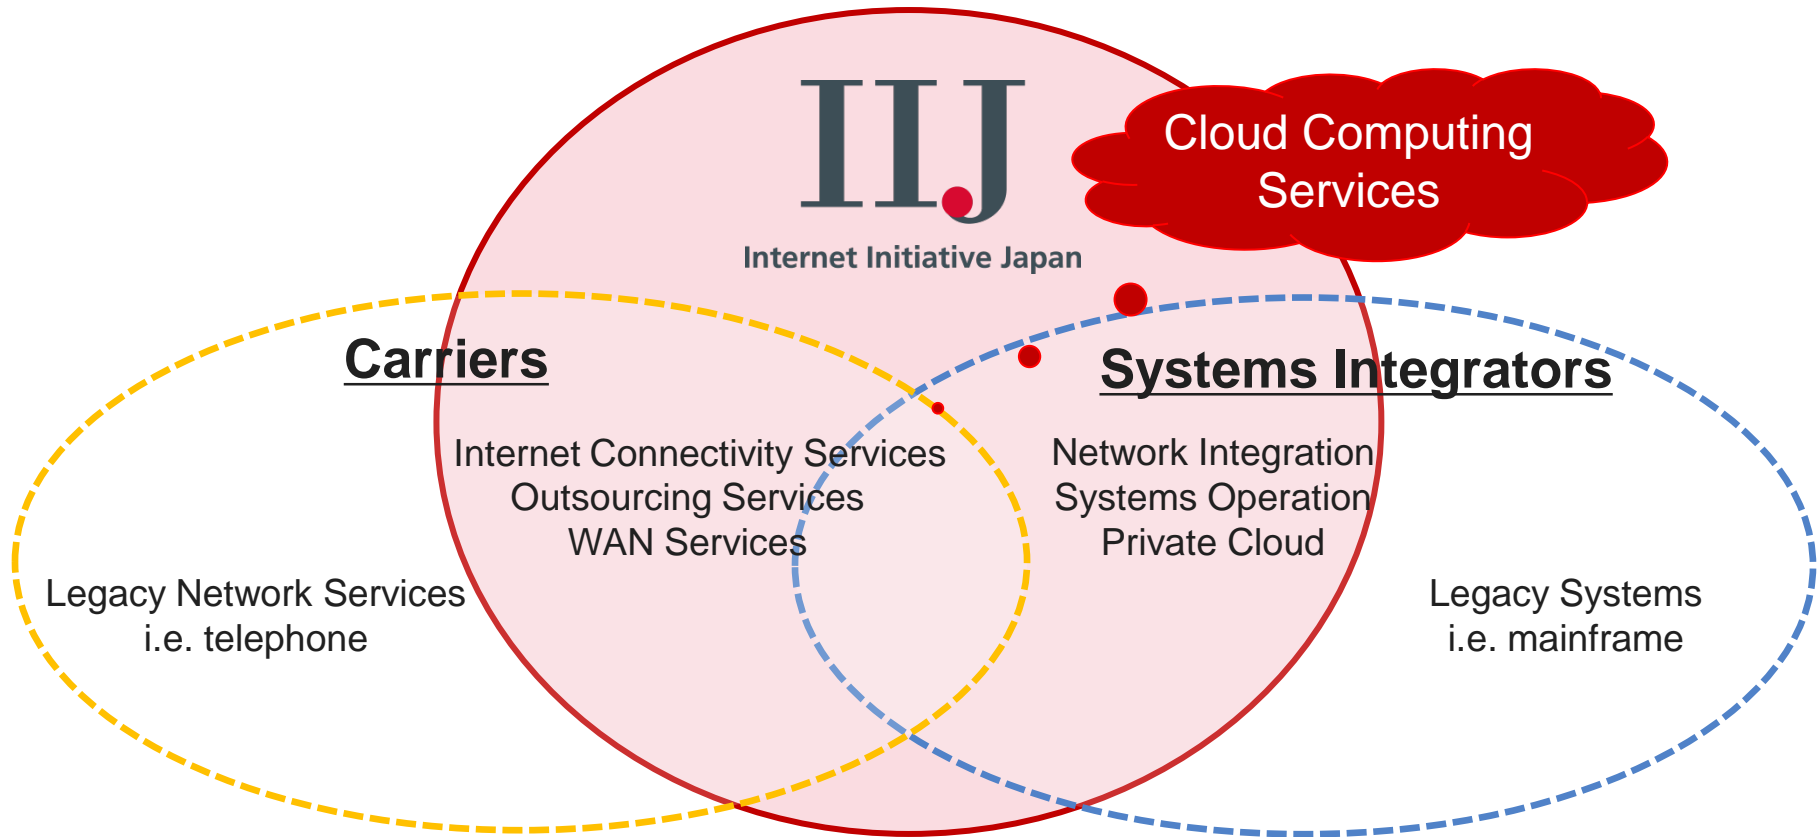 IIJ
Internet Initiative Japan
Cloud Computing
Services
Carriers
Systems Integrators
Internet Connectivity Services
Outsourcing Services
WAN Services
Network Integration
Systems Operation
Private Cloud
Legacy Network Services
i.e. telephone
Legacy Systems
i.e. mainframe